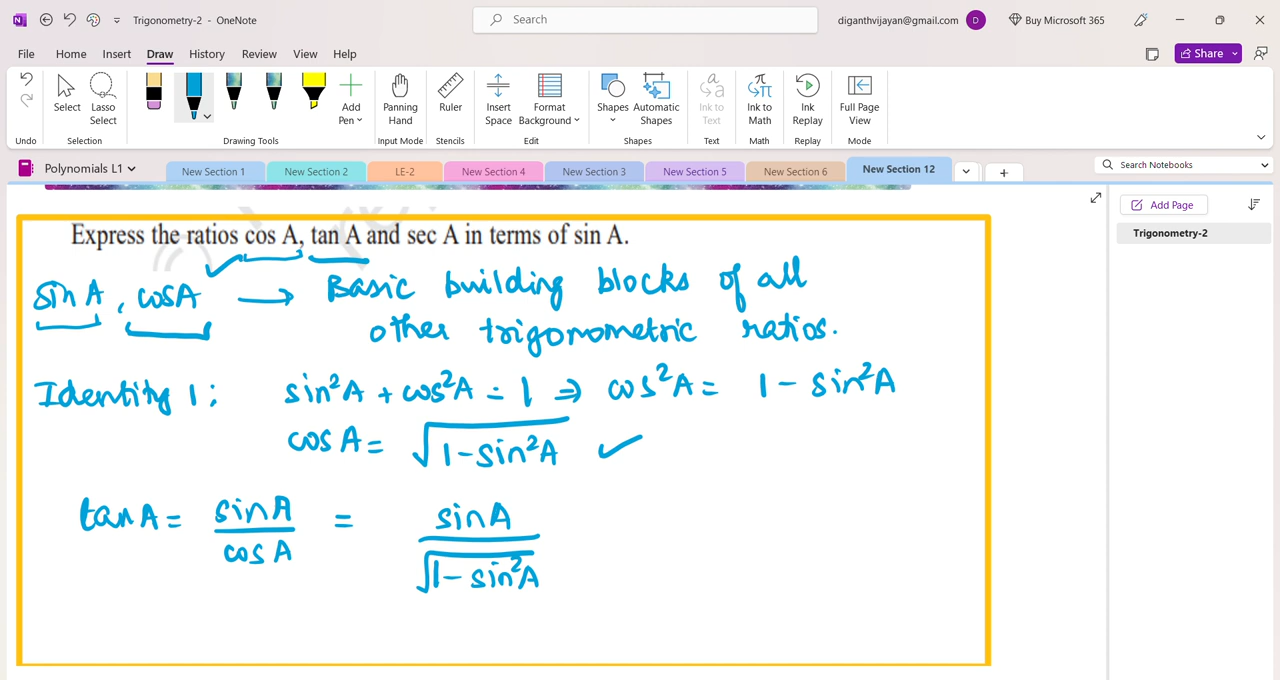 Trigonometry-2 - OneNote
Search
diganthvijayan@gmail.com
D
Buy Microsoft 365
File Home Insert Draw History Review View Help
Share
Undo
Select
Lasso Select
Add Pen
Panning Hand
Ruler
Insert Space
Format Background
Shapes
Automatic Shapes
Ink to Text
Ink to Math
Ink Replay
Full Page View
Undo Selection Drawing Tools Input Mode Stencils Edit Shapes Text Math Replay Mode
Polynomials L1
New Section 1 New Section 2 LE-2 New Section 4 New Section 3 New Section 5 New Section 6 New Section 12
Search Notebooks
Add Page
Trigonometry-2
Express the ratios cos A, tan A and sec A in terms of sin A.
sin A, cos A → Basic building blocks of all
other trigonometric ratios.
Identity 1: sin²A + cos²A = 1 ⇒ cos²A = 1 - sin²A
cos A = √(1-sin²A) ✓
tan A = sin A / cos A = sin A / √(1-sin²A)